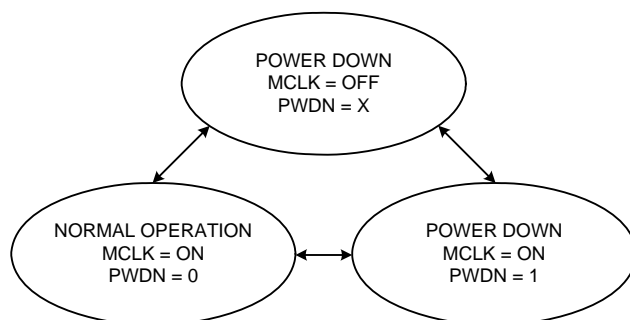 POWER DOWN
MCLK = OFF
PWDN = X
NORMAL OPERATION
MCLK = ON
PWDN = 0
POWER DOWN
MCLK = ON
PWDN = 1